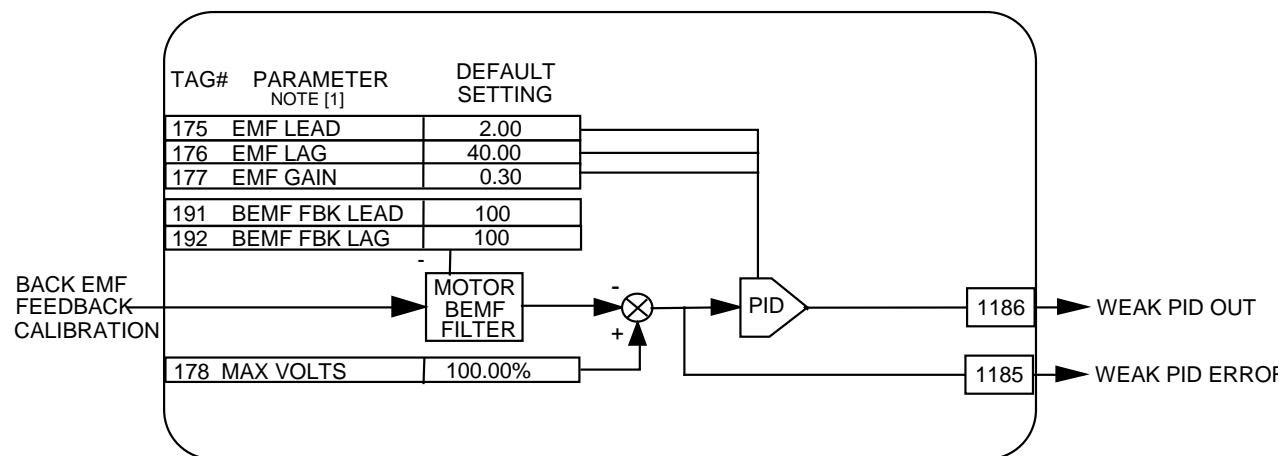 TAG# PARAMETER DEFAULT
NOTE [1] SETTING
175 EMF LEAD 2.00
176 EMF LAG 40.00
177 EMF GAIN 0.30
191 BEMF FBK LEAD 100
192 BEMF FBK LAG 100
-
BACK EMF
FEEDBACK
CALIBRATION
MOTOR
BEMF
FILTER
-
+
PID
1186 WEAK PID OUT
178 MAX VOLTS 100.00%
1185 WEAK PID ERROR